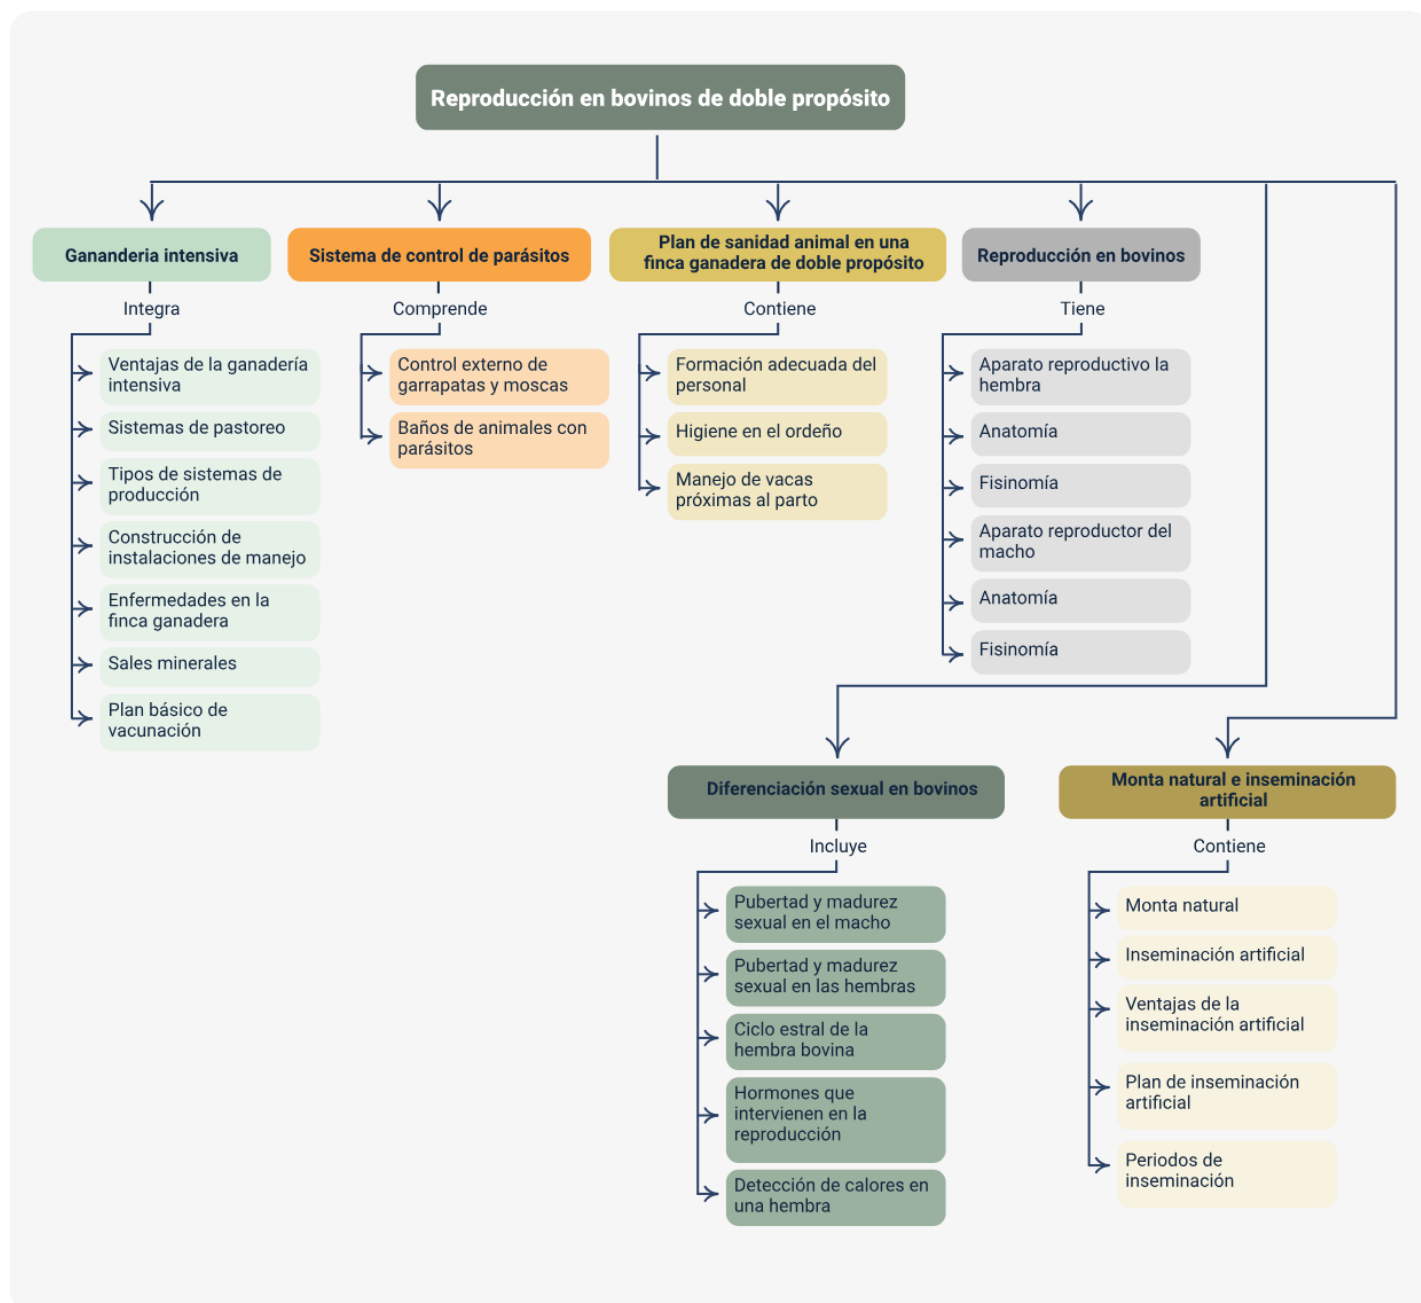 Reproducción en bovinos de doble propósito
Gananderia intensiva
Integra
Ventajas de la ganadería
intensiva
Sistemas de pastoreo
Tipos de sistemas de
producción
Construcción de
instalaciones de manejo
Enfermedades en la
finca ganadera
Sales minerales
Plan básico de
vacunación
Sistema de control de parásitos
Comprende
Control externo de
garrapatas y moscas
Baños de animales con
parásitos
Plan de sanidad animal en una
finca ganadera de doble propósito
Contiene
Formación adecuada del
personal
Higiene en el ordeño
Manejo de vacas
próximas al parto
Reproducción en bovinos
Tiene
Aparato reproductivo la
hembra
Anatomía
Fisinomía
Aparato reproductor del
macho
Anatomía
Fisinomía
Diferenciación sexual en bovinos
Incluye
Pubertad y madurez
sexual en el macho
Pubertad y madurez
sexual en las hembras
Ciclo estral de la
hembra bovina
Hormones que
intervienen en la
reproducción
Detección de calores en
una hembra
Monta natural e inseminación
artificial
Contiene
Monta natural
Inseminación artificial
Ventajas de la
inseminación artificial
Plan de inseminación
artificial
Periodos de
inseminación